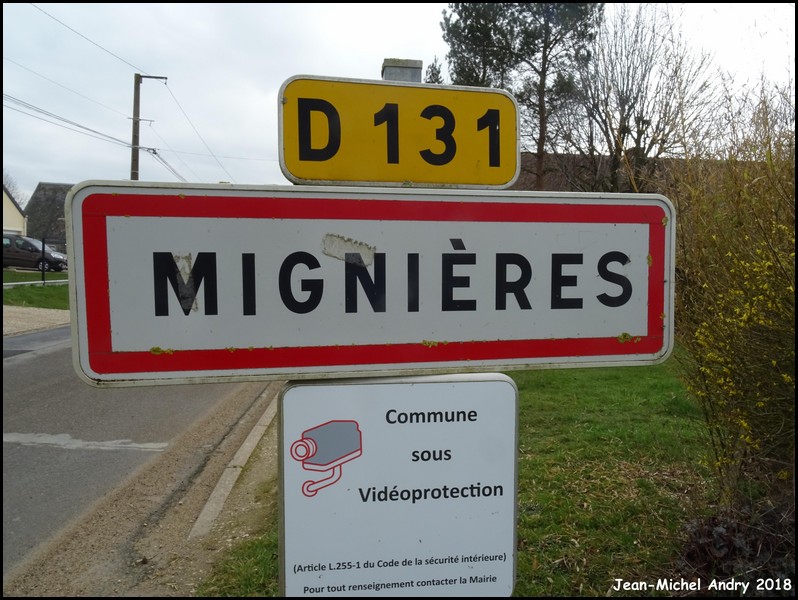 D 131
MIGNIÈRES
Commune
sous
Vidéoprotection
(Article L.255-1 du Code de la sécurité intérieure)
Pour tout renseignement contacter la Mairie
Jean-Michel Andry 2018